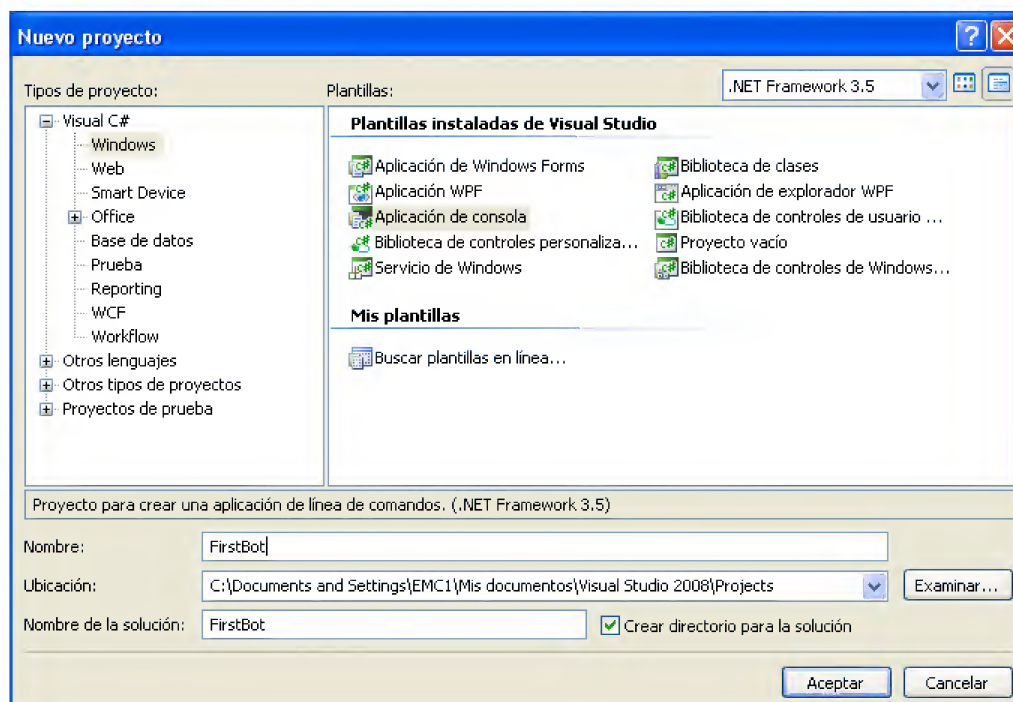 Nuevo proyecto
Tipos de proyecto:
Plantillas:
.NET Framework 3.5
Visual C#
Windows
Web
Smart Device
Office
Base de datos
Prueba
Reporting
WCF
Workflow
Otros lenguajes
Otros tipos de proyectos
Proyectos de prueba
Plantillas instaladas de Visual Studio
Aplicación de Windows Forms
Biblioteca de clases
Aplicación WPF
Aplicación de explorador WPF
Aplicación de consola
Biblioteca de controles de usuario ...
Biblioteca de controles personaliza...
Proyecto vacío
Servicio de Windows
Biblioteca de controles de Windows...
Mis plantillas
Buscar plantillas en línea...
Proyecto para crear una aplicación de línea de comandos. (.NET Framework 3.5)
Nombre:
FirstBot
Ubicación:
C:\Documents and Settings\EMC1\Mis documentos\Visual Studio 2008\Projects
Examinar...
Nombre de la solución:
FirstBot
Crear directorio para la solución
Aceptar
Cancelar